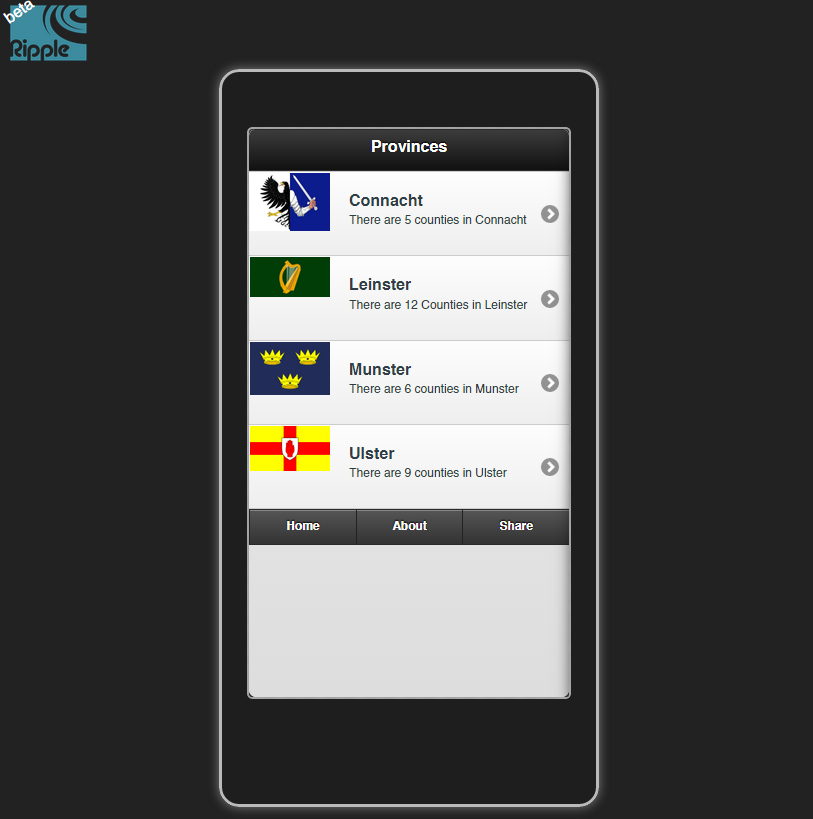 beta
Ripple
Provinces
Connacht
There are 5 counties in Connacht
Leinster
There are 12 Counties in Leinster
Munster
There are 6 counties in Munster
Ulster
There are 9 counties in Ulster
Home About Share